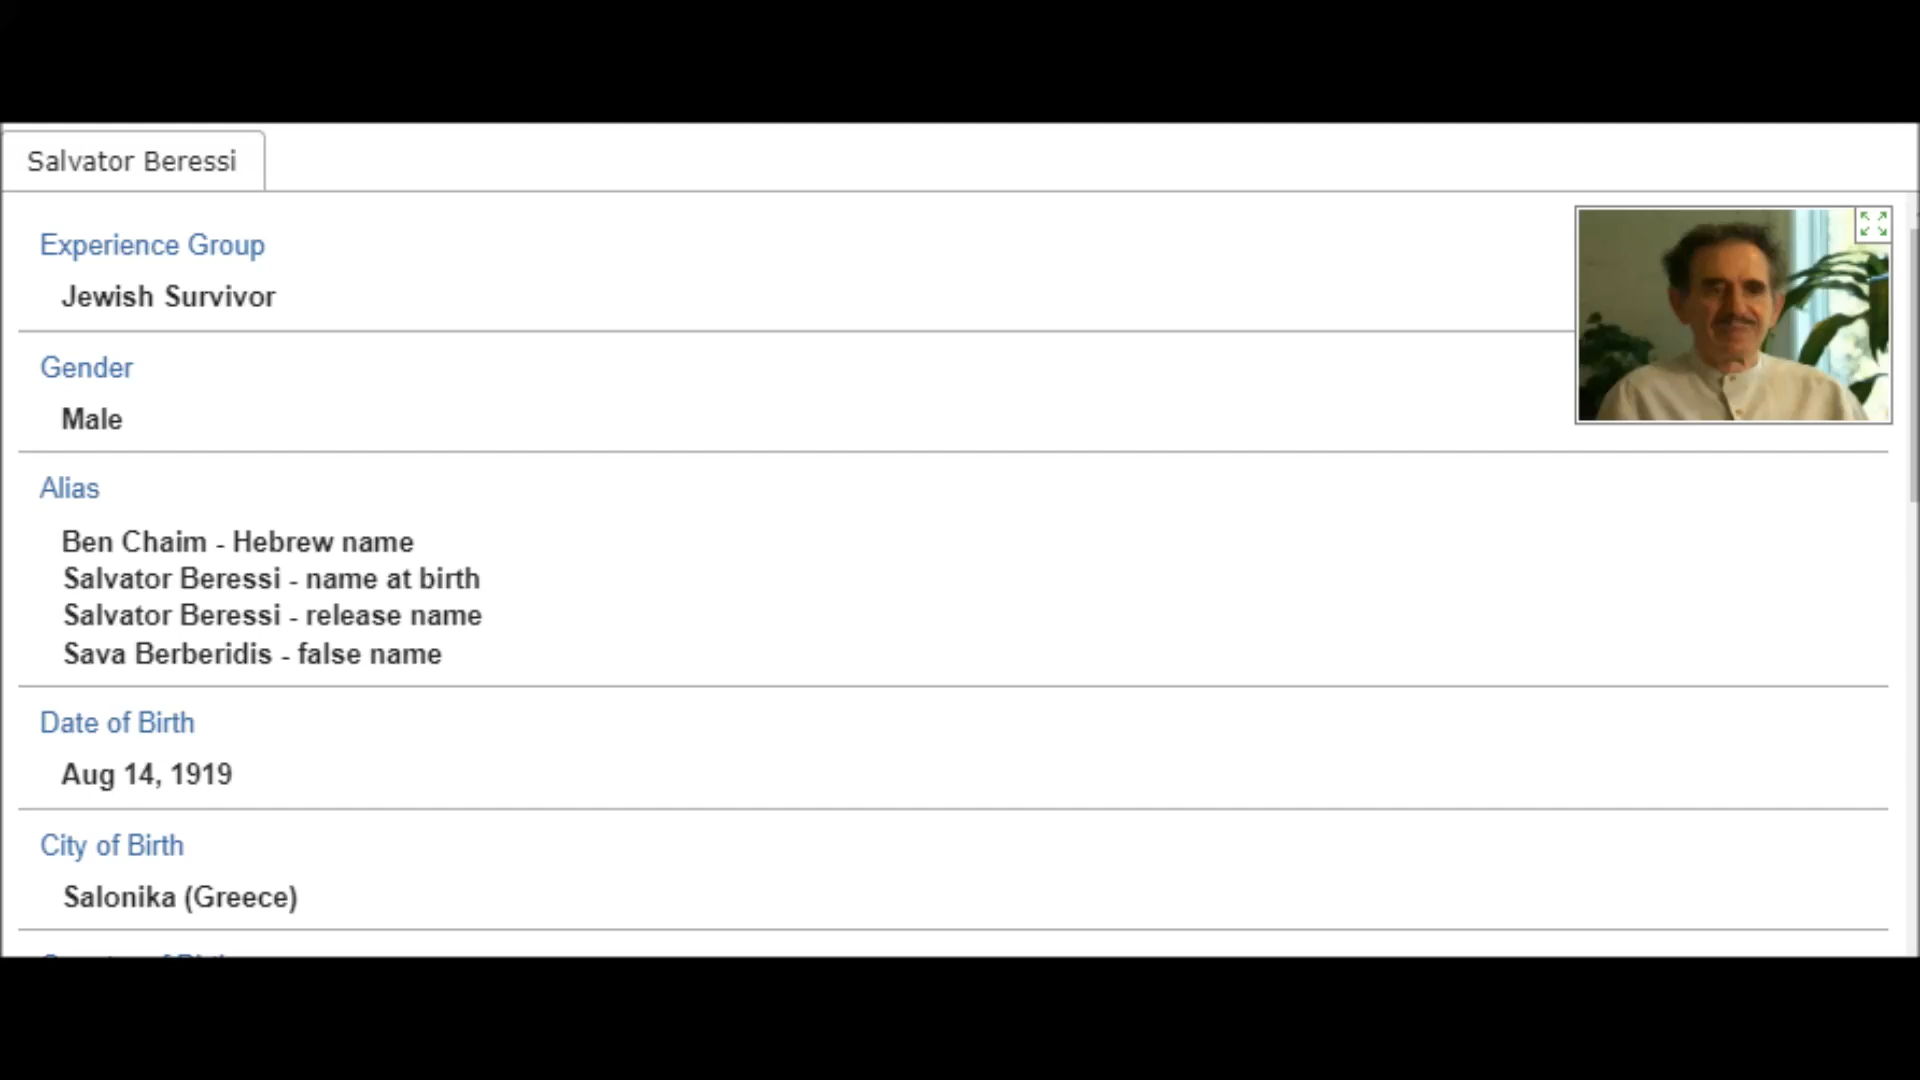 Salvator Beressi
Experience Group
Jewish Survivor
Gender
Male
Alias
Ben Chaim - Hebrew name
Salvator Beressi - name at birth
Salvator Beressi - release name
Sava Berberidis - false name
Date of Birth
Aug 14, 1919
City of Birth
Salonika (Greece)